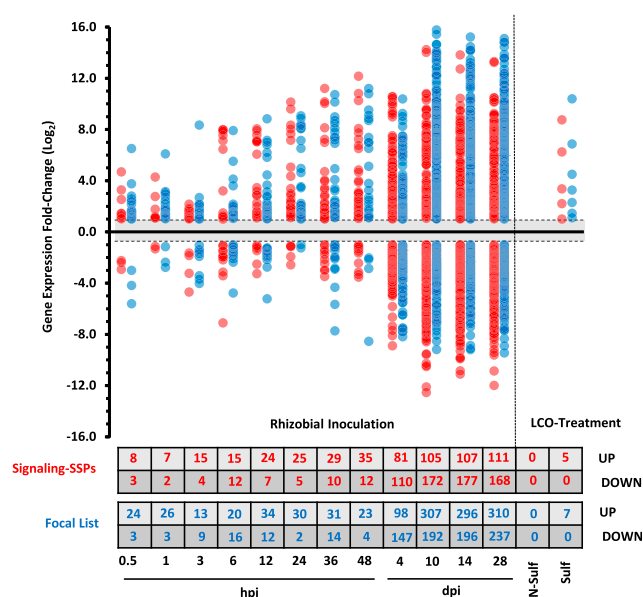 Gene Expression Fold-Change (Log2)
16.0
12.0
8.0
4.0
0.0
-4.0
-8.0
-12.0
-16.0
Rhizobial Inoculation
LCO-Treatment
Signaling-SSPs
8 7 15 15 24 25 29 35 81 105 107 111 0 5 UP
3 2 4 12 7 5 10 12 110 172 177 168 0 0 DOWN
Focal List
24 26 13 20 34 30 31 23 98 307 296 310 0 7 UP
3 3 9 16 12 2 14 4 147 192 196 237 0 0 DOWN
0.5 1 3 6 12 24 36 48 4 10 14 28 N-Sulf Sulf
hpi dpi